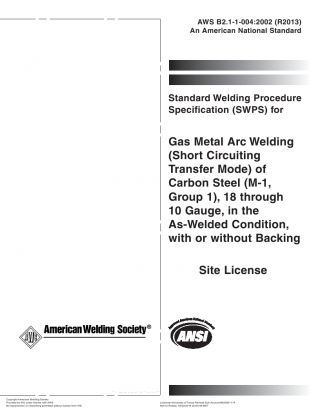 AWS B2.1-1-004:2002 (R2013)
An American National Standard
Standard Welding Procedure
Specification (SWPS) for
Gas Metal Arc Welding
(Short Circuiting
Transfer Mode) of
Carbon Steel (M-1,
Group 1), 18 through
10 Gauge, in the
As-Welded Condition,
with or without Backing
Site License
American Welding Society®
ANSI